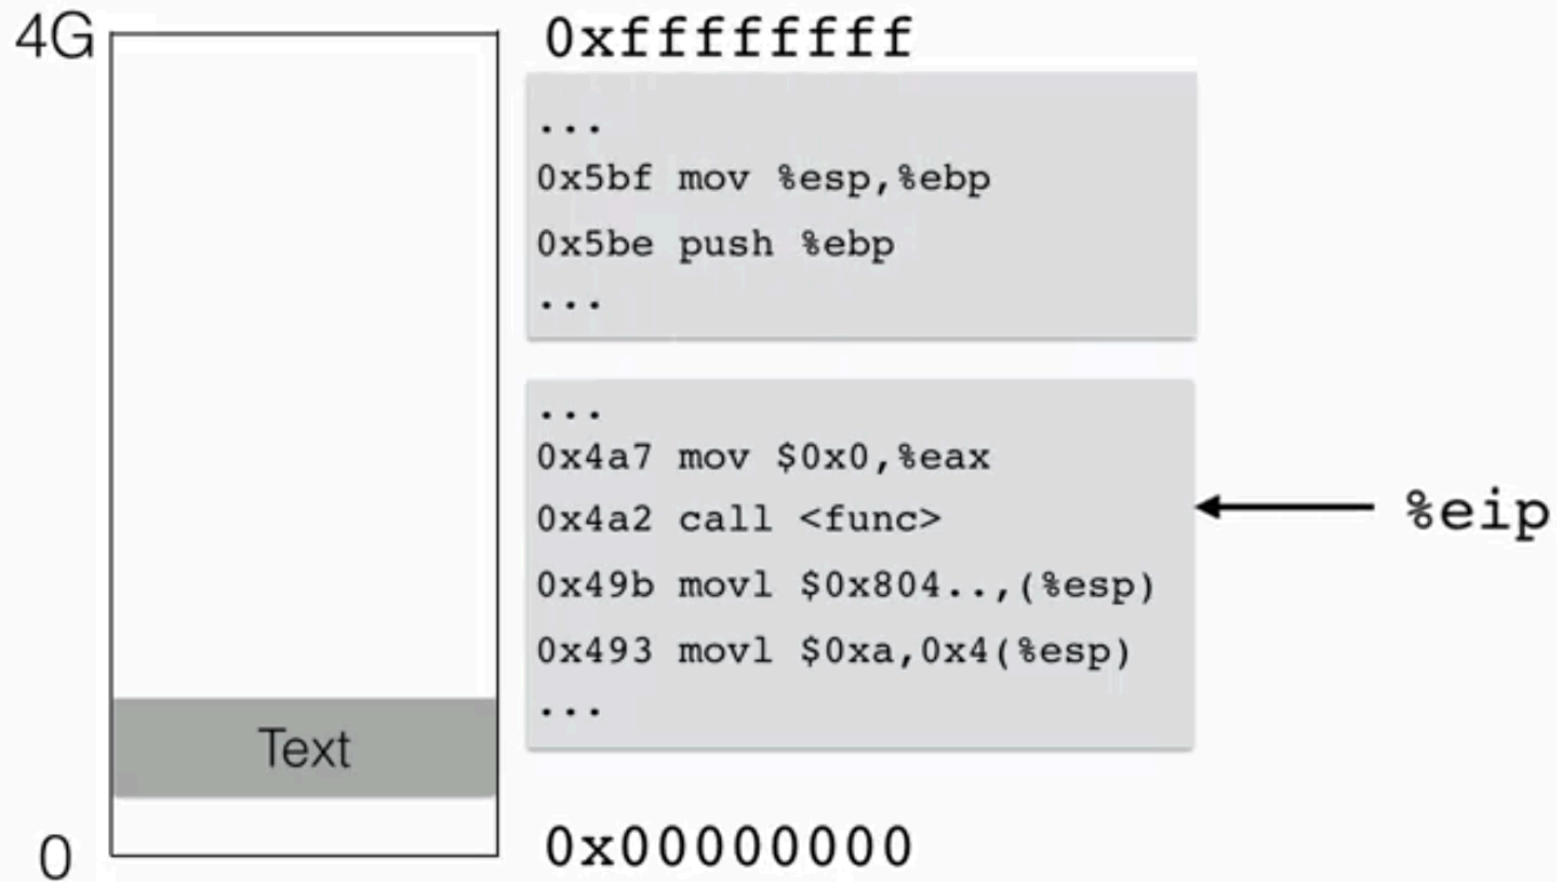 4G
0xffffffff
...
0x5bf mov %esp,%ebp
0x5be push %ebp
...
...
0x4a7 mov $0x0,%eax
0x4a2 call <func>
%eip
0x49b movl $0x804..,(%esp)
0x493 movl $0xa,0x4(%esp)
...
Text
0
0x00000000